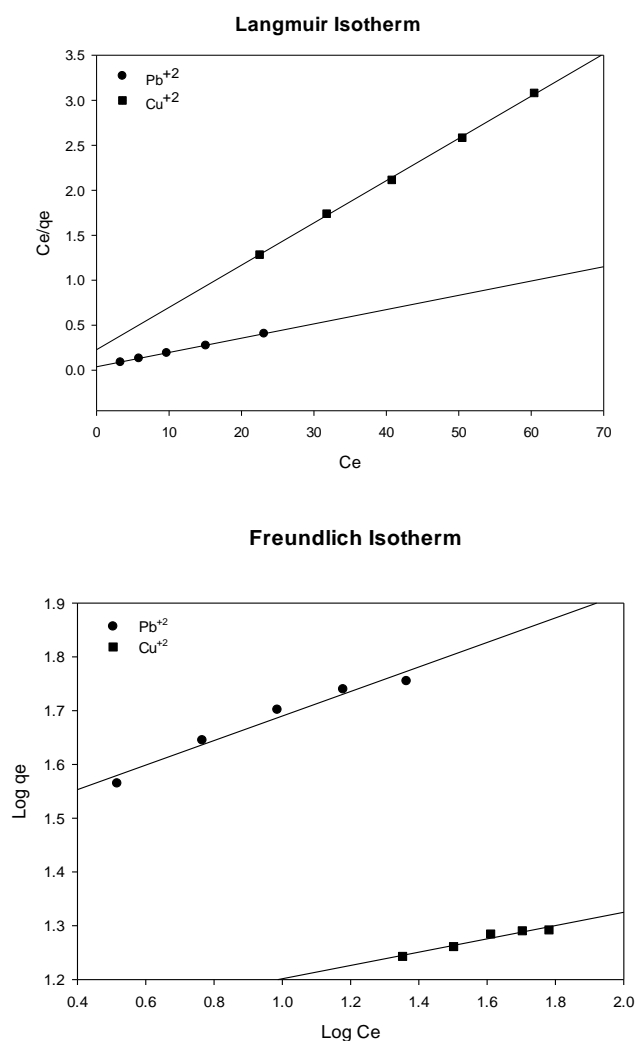 Langmuir Isotherm
3.5
3.0
2.5
2.0
1.5
1.0
0.5
0.0
Ce/qe
Pb+2
Cu+2
0 10 20 30 40 50 60 70
Ce
Freundlich Isotherm
1.9
1.8
1.7
1.6
1.5
1.4
1.3
1.2
Log qe
Pb+2
Cu+2
0.4 0.6 0.8 1.0 1.2 1.4 1.6 1.8 2.0
Log Ce